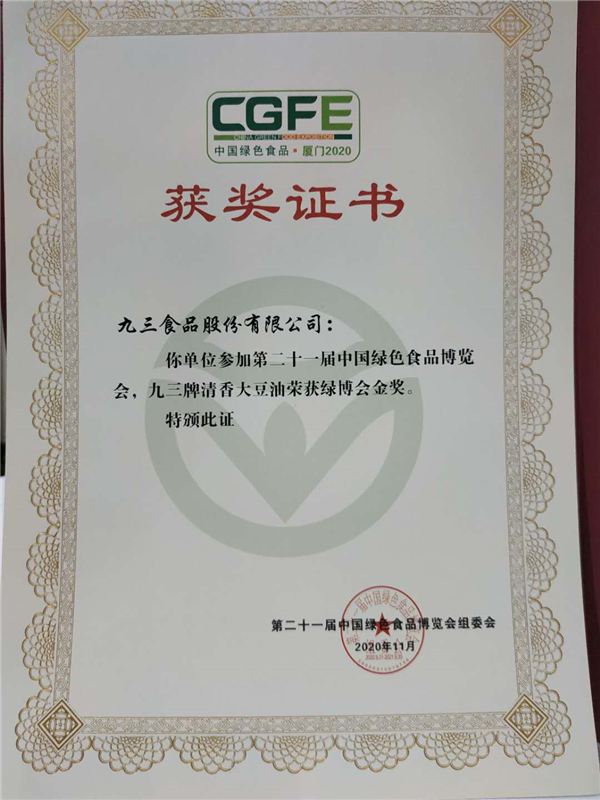 CGFE
CHINA GREEN FOOD EXPOSITION
中国绿色食品·厦门2020
获奖证书
九三食品股份有限公司：
你单位参加第二十一届中国绿色食品博览
会，九三牌清香大豆油荣获绿博会金奖。
特颁此证
第二十一届中国绿色食品博览会组委会
2020年11月